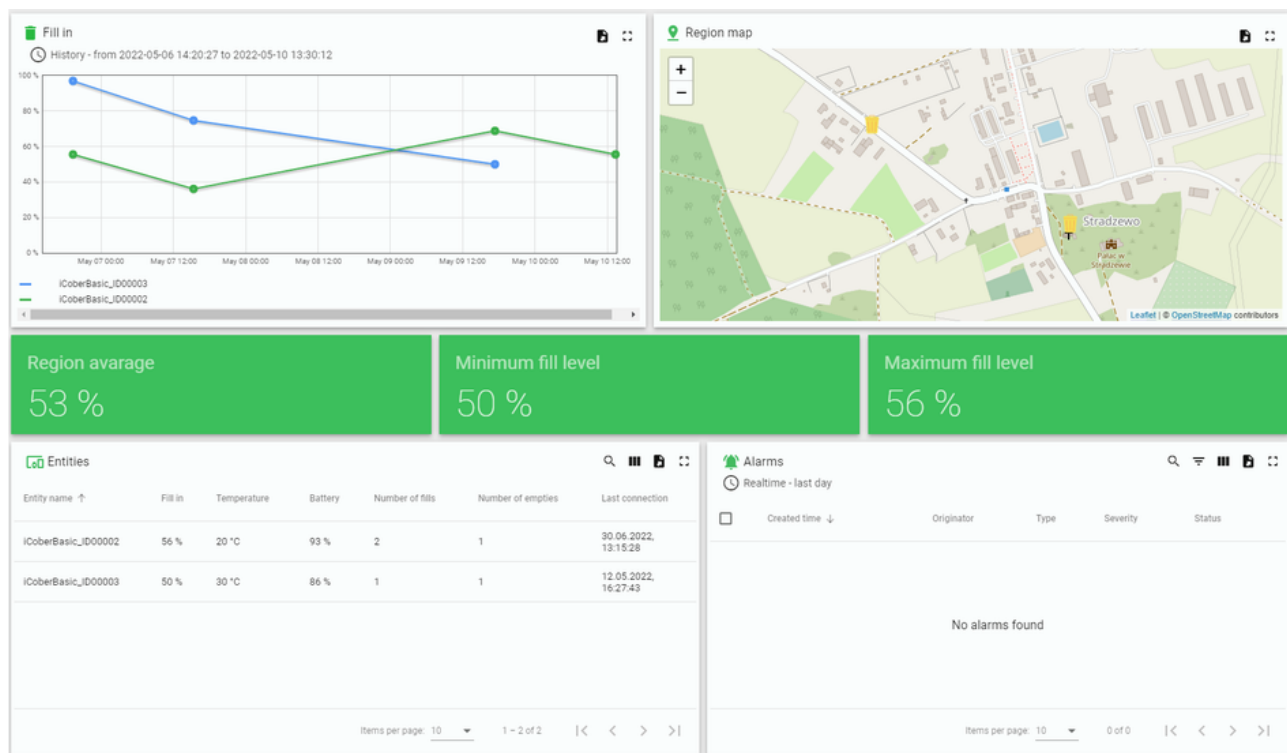 Fill in
History - from 2022-05-06 14:20:27 to 2022-05-10 13:30:12
100 %
80 %
60 %
40 %
20 %
0 %
May 07 00:00 May 07 12:00 May 08 00:00 May 08 12:00 May 09 00:00 May 09 12:00 May 10 00:00 May 10 12:00
iCoberBasic_ID00003
iCoberBasic_ID00002
Region map
+
−
Stradzewo
Pałac w
Stradzewie
Leaflet | © OpenStreetMap contributors
Region avarage
53 %
Minimum fill level
50 %
Maximum fill level
56 %
Entities
Entity name Fill in Temperature Battery Number of fills Number of empties Last connection
iCoberBasic_ID00002 56 % 20 °C 93 % 2 1 30.06.2022, 13:15:28
iCoberBasic_ID00003 50 % 30 °C 86 % 1 1 12.05.2022, 16:27:43
Items per page: 10 1 – 2 of 2
Alarms
Realtime - last day
Created time Originator Type Severity Status
No alarms found
Items per page: 10 0 of 0